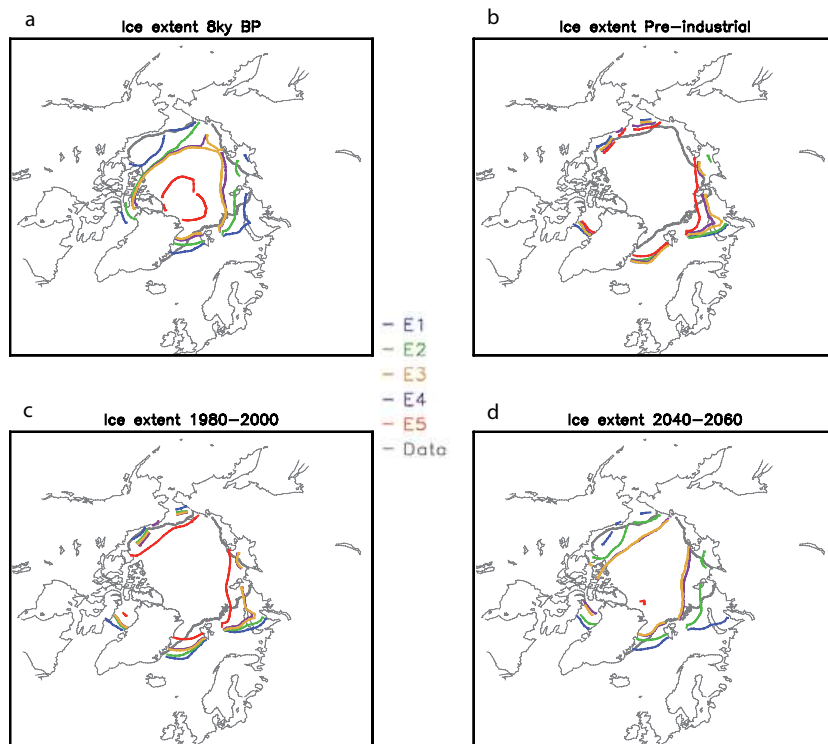 a
Ice extent 8ky BP
b
Ice extent Pre-industrial
E1
E2
E3
E4
E5
Data
c
Ice extent 1980-2000
d
Ice extent 2040-2060